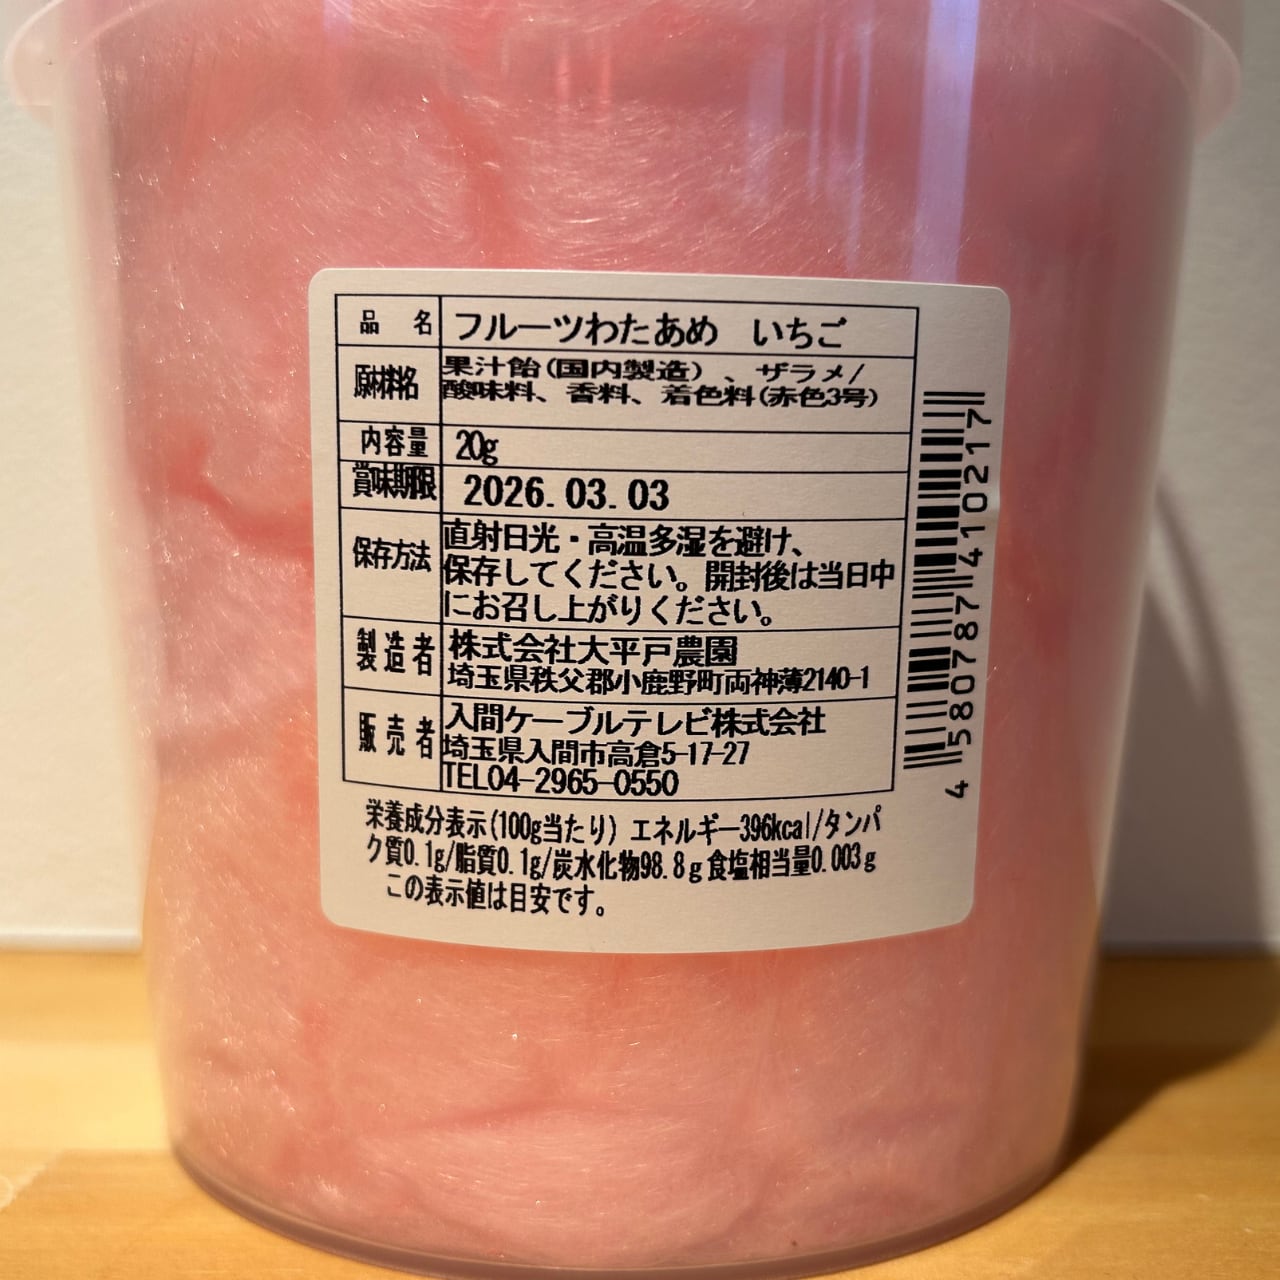 品名 フルーツわたあめ いちご
原材料名 果汁飴(国内製造)、ザラメ/
酸味料、香料、着色料(赤色3号)
内容量 20g
賞味期限 2026.03.03
保存方法 直射日光・高温多湿を避け、
保存してください。開封後は当日中
にお召し上がりください。
製造者 株式会社大平戸農園
埼玉県秩父郡小鹿野町両神薄2140-1
販売者 入間ケーブルテレビ株式会社
埼玉県入間市高倉5-17-27
TEL04-2965-0550
栄養成分表示(100g当たり) エネルギー396kcal/タンパ
ク質0.1g/脂質0.1g/炭水化物98.8g食塩相当量0.003g
この表示値は目安です。
4 580787 410217